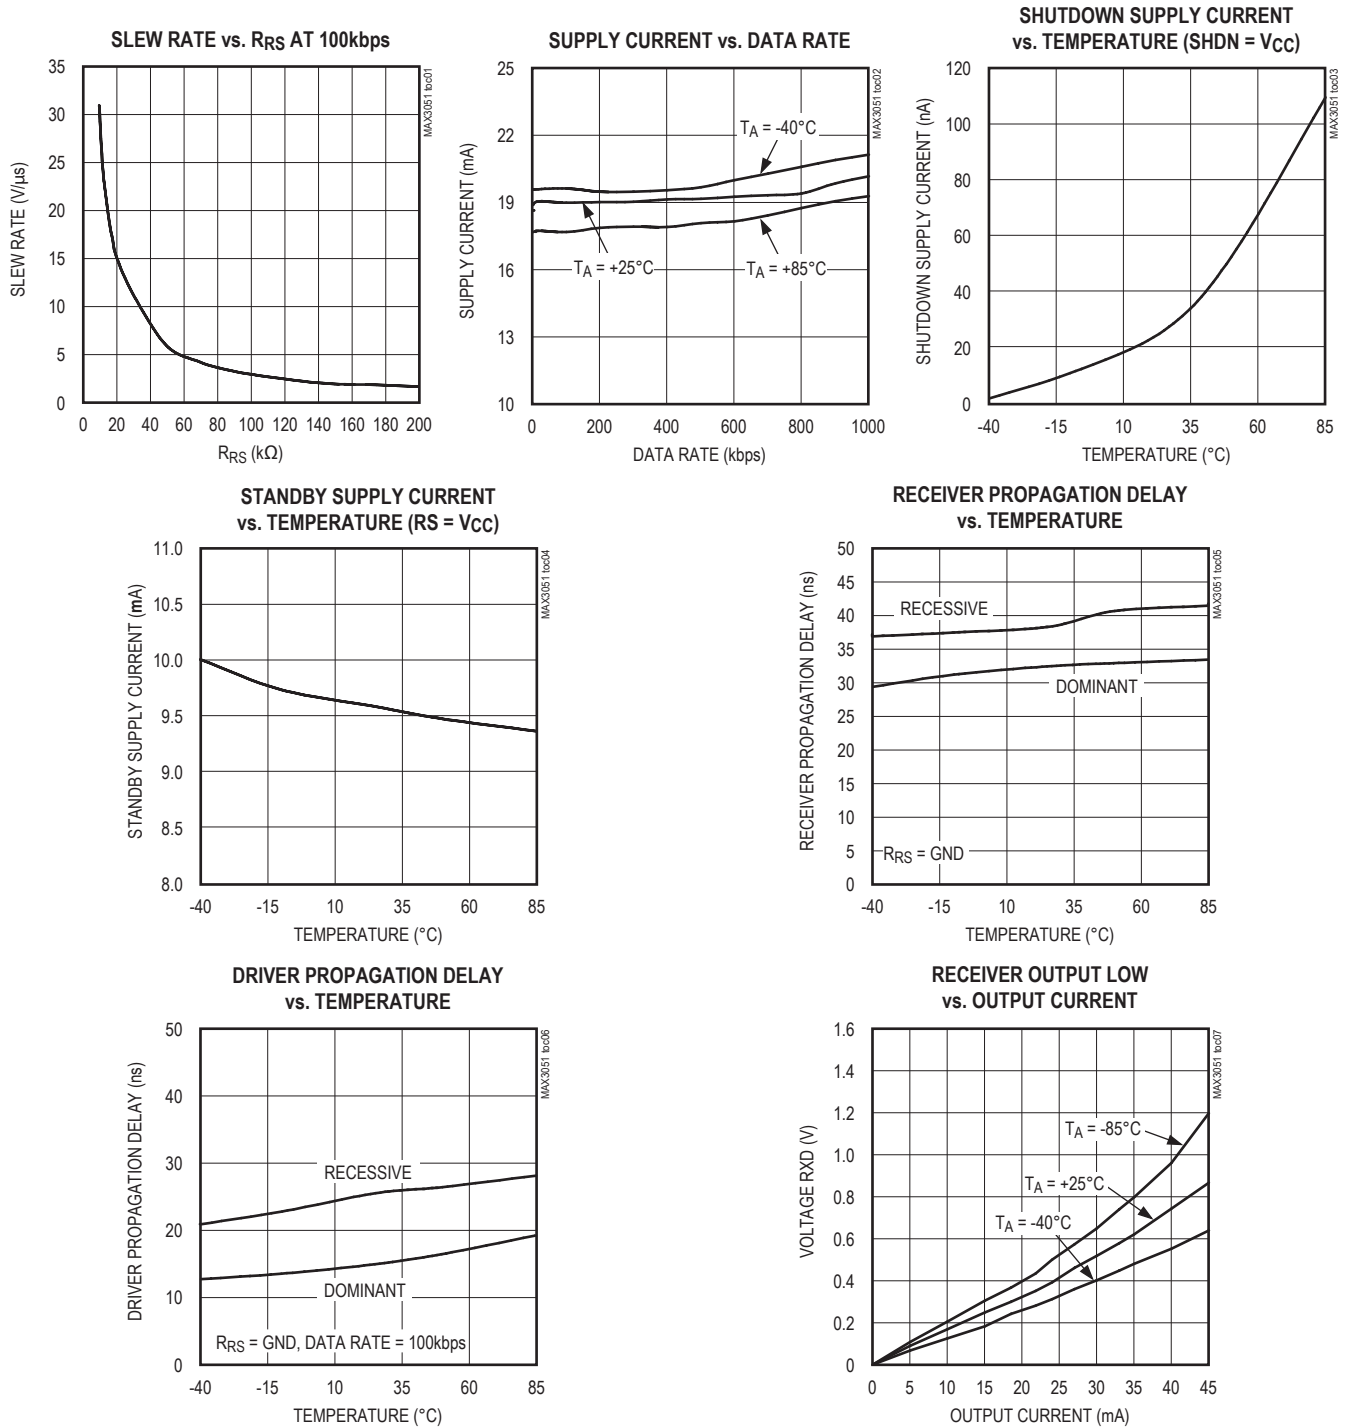 SLEW RATE vs. RRS AT 100kbps
35
30
25
20
15
10
5
0
SLEW RATE (V/µs)
0 20 40 60 80 100 120 140 160 180 200
RRS (kΩ)
MAX3051 toc01
SUPPLY CURRENT vs. DATA RATE
25
22
19
16
13
10
SUPPLY CURRENT (mA)
TA = -40°C
TA = +25°C
TA = +85°C
0 200 400 600 800 1000
DATA RATE (kbps)
MAX3051 toc02
SHUTDOWN SUPPLY CURRENT
vs. TEMPERATURE (SHDN = VCC)
120
100
80
60
40
20
0
SHUTDOWN SUPPLY CURRENT (nA)
-40 -15 10 35 60 85
TEMPERATURE (°C)
MAX3051 toc03
STANDBY SUPPLY CURRENT
vs. TEMPERATURE (RS = VCC)
11.0
10.5
10.0
9.5
9.0
8.5
8.0
STANDBY SUPPLY CURRENT (mA)
-40 -15 10 35 60 85
TEMPERATURE (°C)
MAX3051 toc04
RECEIVER PROPAGATION DELAY
vs. TEMPERATURE
50
45
40
35
30
25
20
15
10
5
0
RECEIVER PROPAGATION DELAY (ns)
RECESSIVE
DOMINANT
RRS = GND
-40 -15 10 35 60 85
TEMPERATURE (°C)
MAX3051 toc05
DRIVER PROPAGATION DELAY
vs. TEMPERATURE
50
40
30
20
10
0
DRIVER PROPAGATION DELAY (ns)
RECESSIVE
DOMINANT
RRS = GND, DATA RATE = 100kbps
-40 -15 10 35 60 85
TEMPERATURE (°C)
MAX3051 toc06
RECEIVER OUTPUT LOW
vs. OUTPUT CURRENT
1.6
1.4
1.2
1.0
0.8
0.6
0.4
0.2
0
VOLTAGE RXD (V)
TA = -85°C
TA = +25°C
TA = -40°C
0 5 10 15 20 25 30 35 40 45
OUTPUT CURRENT (mA)
MAX3051 toc07